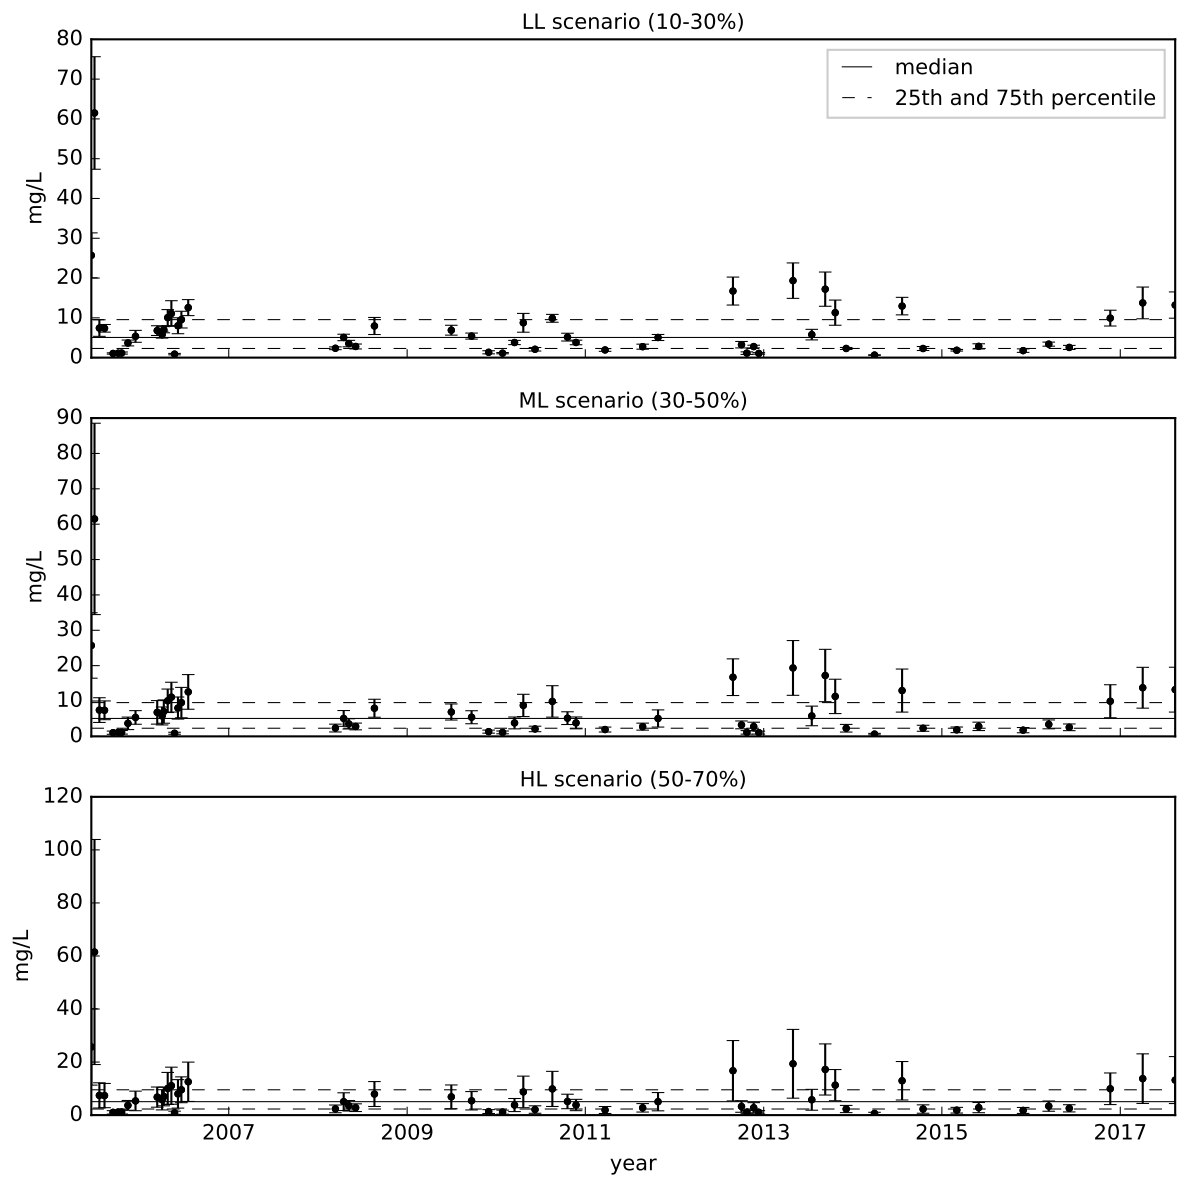 LL scenario (10-30%)
80
70
60
50
40
30
20
10
0
mg/L
median
25th and 75th percentile
ML scenario (30-50%)
90
80
70
60
50
40
30
20
10
0
mg/L
HL scenario (50-70%)
120
100
80
60
40
20
0
mg/L
2007 2009 2011 2013 2015 2017
year